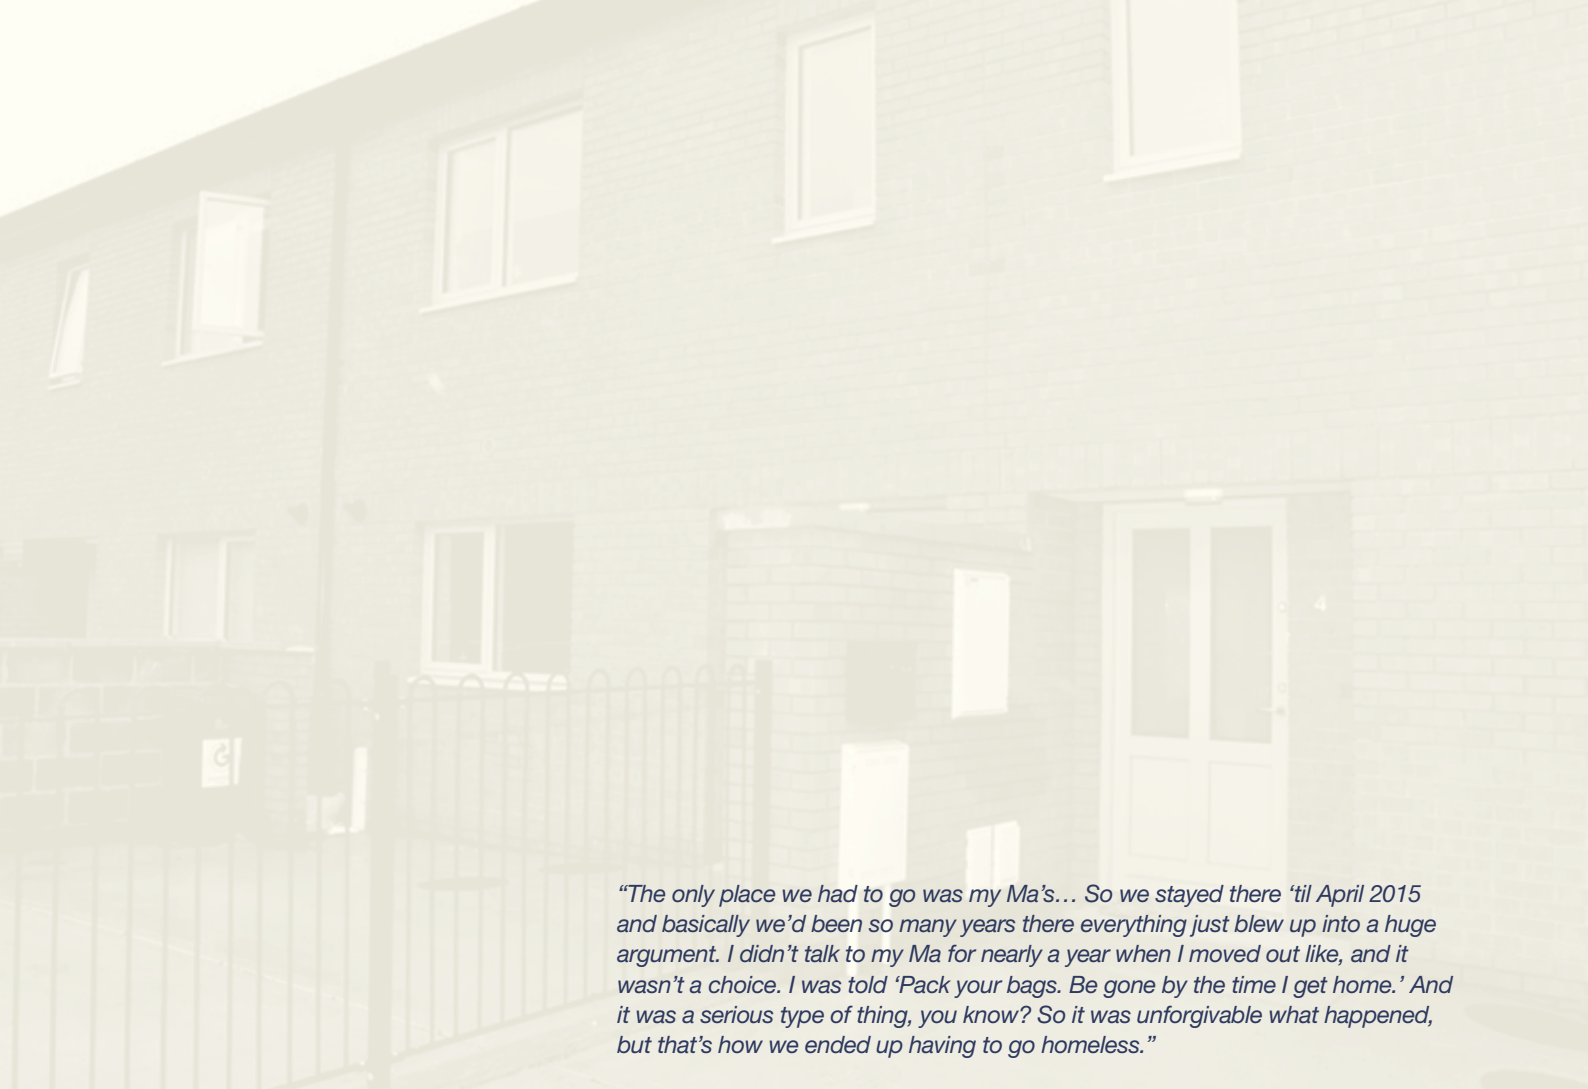 4
“The only place we had to go was my Ma’s… So we stayed there ‘til April 2015
and basically we’d been so many years there everything just blew up into a huge
argument. I didn’t talk to my Ma for nearly a year when I moved out like, and it
wasn’t a choice. I was told ‘Pack your bags. Be gone by the time I get home.’ And
it was a serious type of thing, you know? So it was unforgivable what happened,
but that’s how we ended up having to go homeless.”